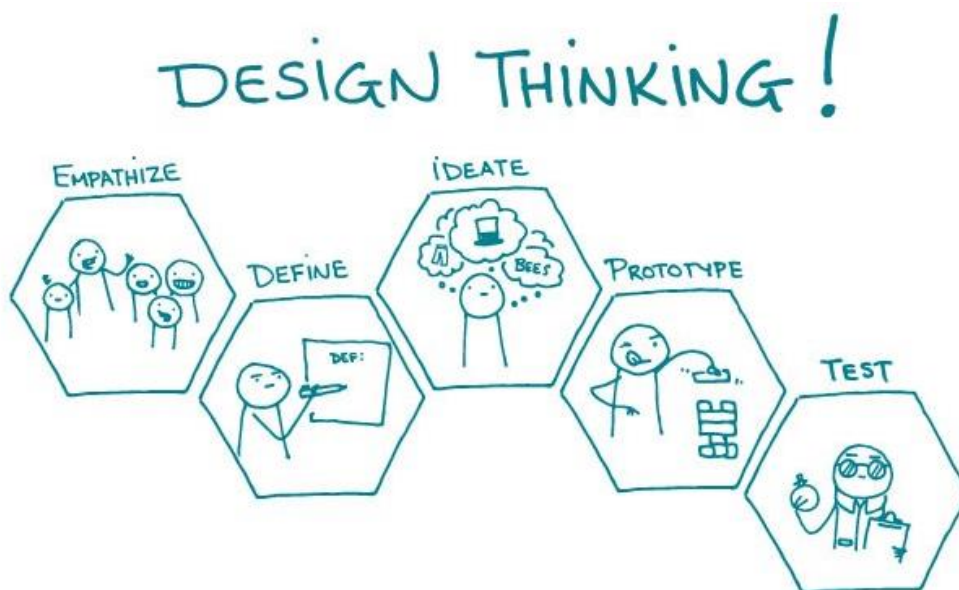 DESiGN THiNKiNG!
EMPATHiZE
DEFiNE
iDEATE
PROTOTYPE
TEST
DEF:
BEES